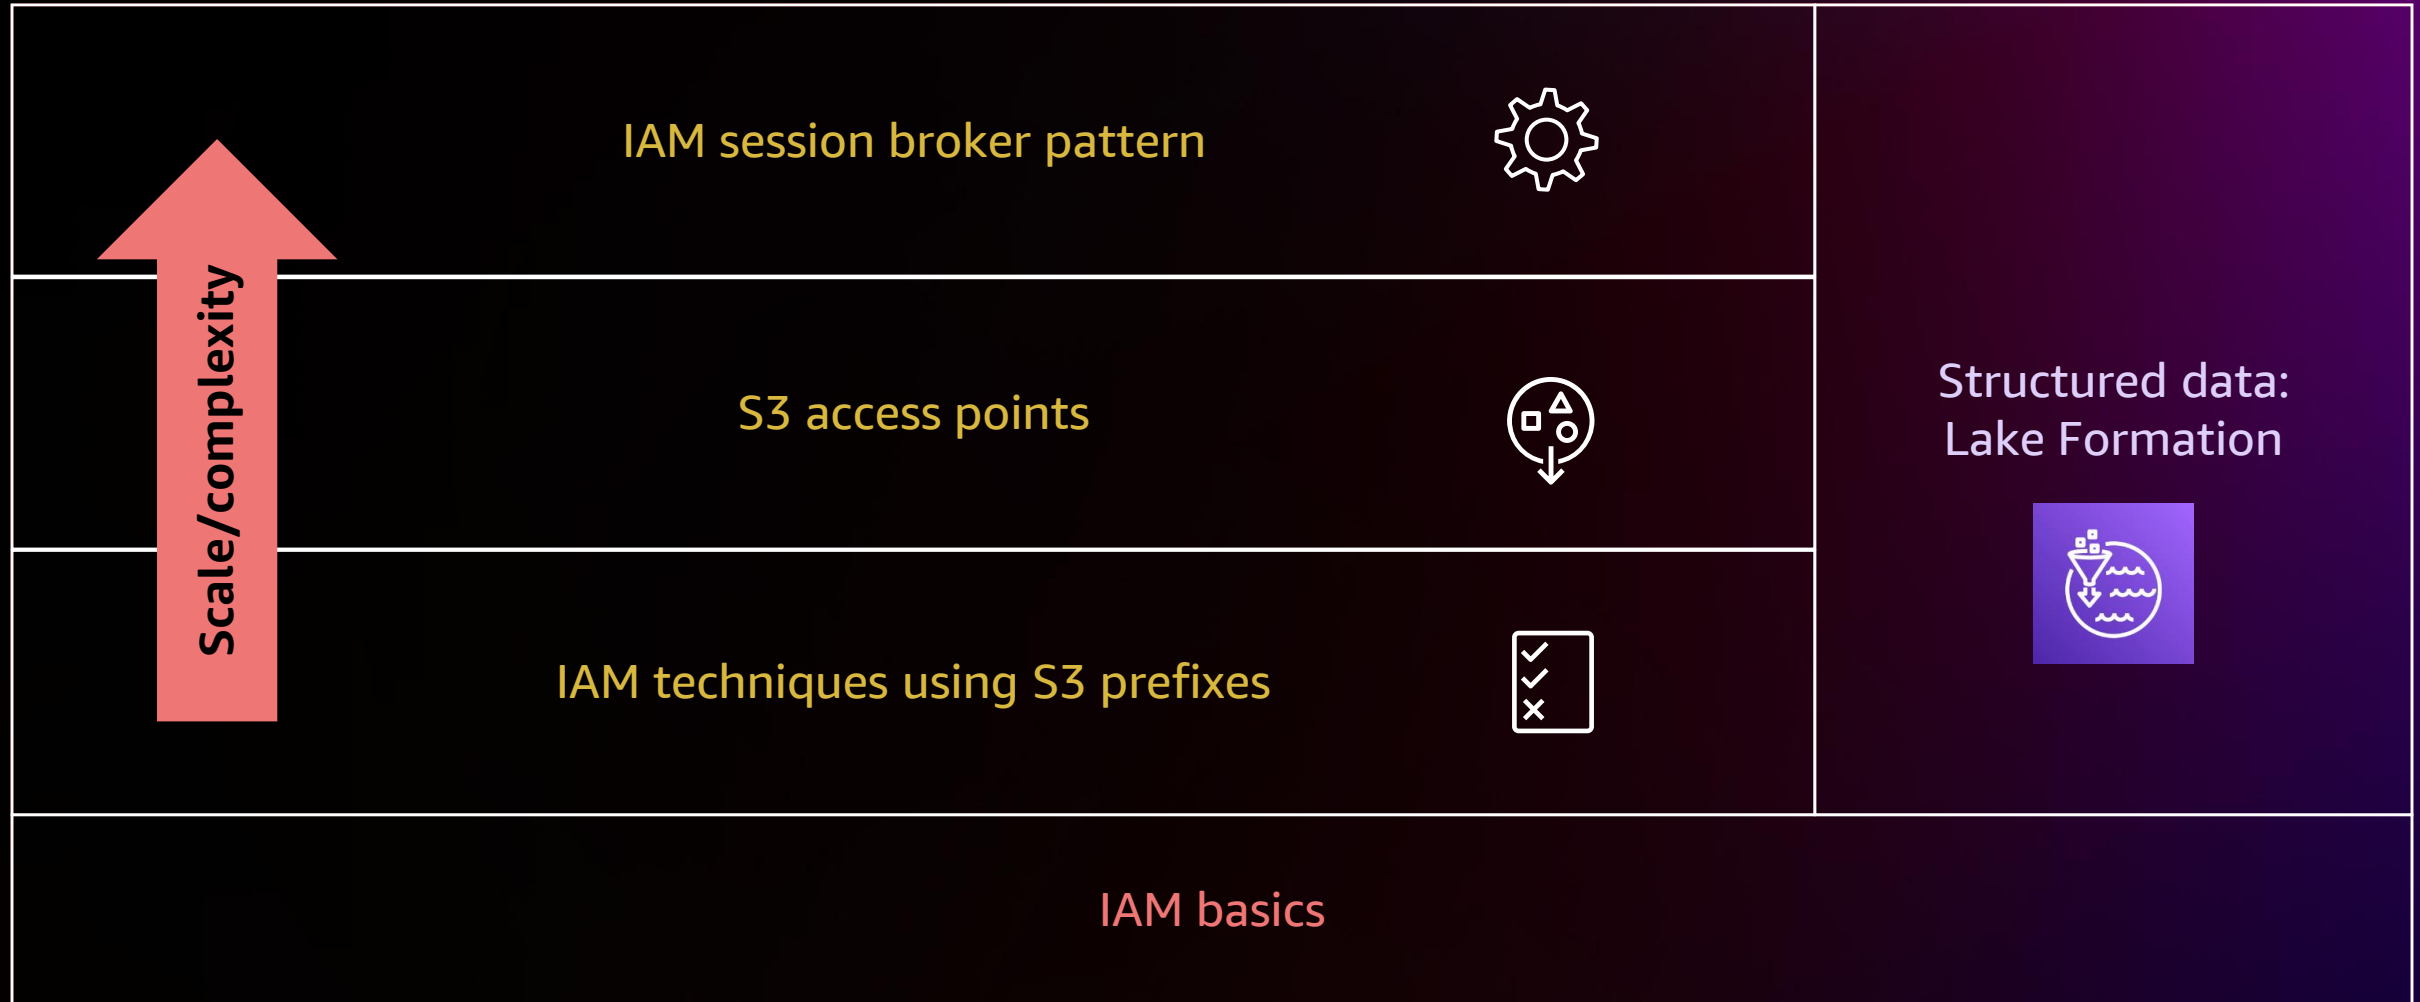 IAM session broker pattern
Scale/complexity
S3 access points
Structured data:
Lake Formation
IAM techniques using S3 prefixes
IAM basics